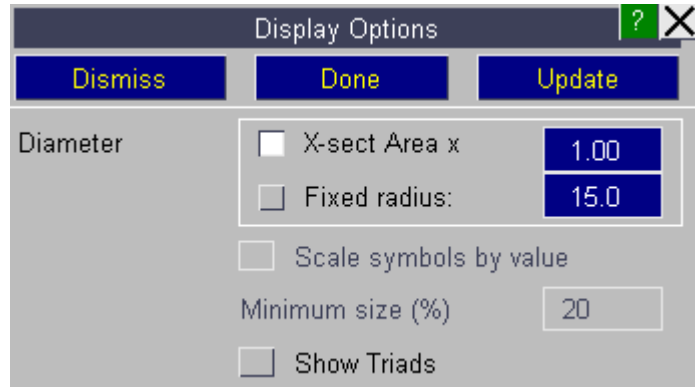 Display Options ? X
Dismiss Done Update
Diameter X-sect Area x 1.00
Fixed radius: 15.0
Scale symbols by value
Minimum size (%) 20
Show Triads